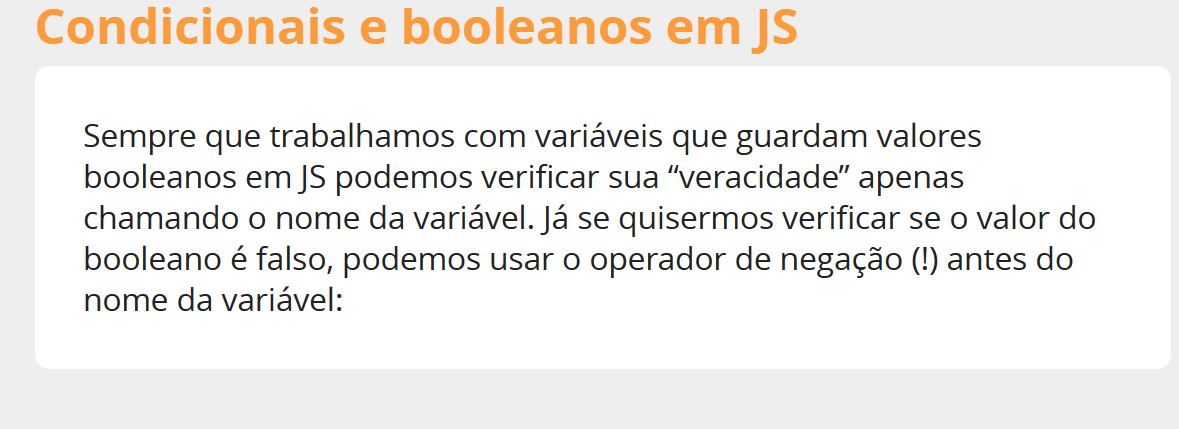 Condicionais e booleanos em JS
Sempre que trabalhamos com variáveis que guardam valores
booleanos em JS podemos verificar sua “veracidade” apenas
chamando o nome da variável. Já se quisermos verificar se o valor do
booleano é falso, podemos usar o operador de negação (!) antes do
nome da variável: